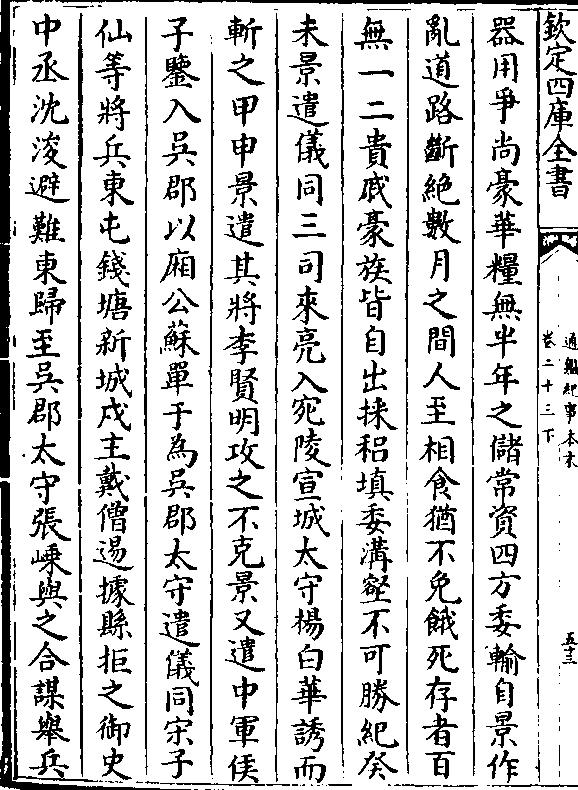 欽定四庫全書
通鑑紀事本末
卷二十三下
五十三
器用爭尚豪華糧無半年之儲常資四方委輸自景作
亂道路斷絕數月之間人至相食猶不免餓死存者百
無一二貴戚豪族皆自出採稆填委溝壑不可勝紀癸
未景遣儀同三司來亮入宛陵宣城太守楊白華誘而
斬之甲申景遣其將李賢明攻之不克景又遣中軍侯
子鑒入吳郡以廂公蘇單于為吳郡太守遣儀同宋子
仙等將兵東屯錢塘新城戍主戴僧逷據縣拒之御史
中丞沈浚避難東歸至吳郡太守張嵊與之合謀舉兵